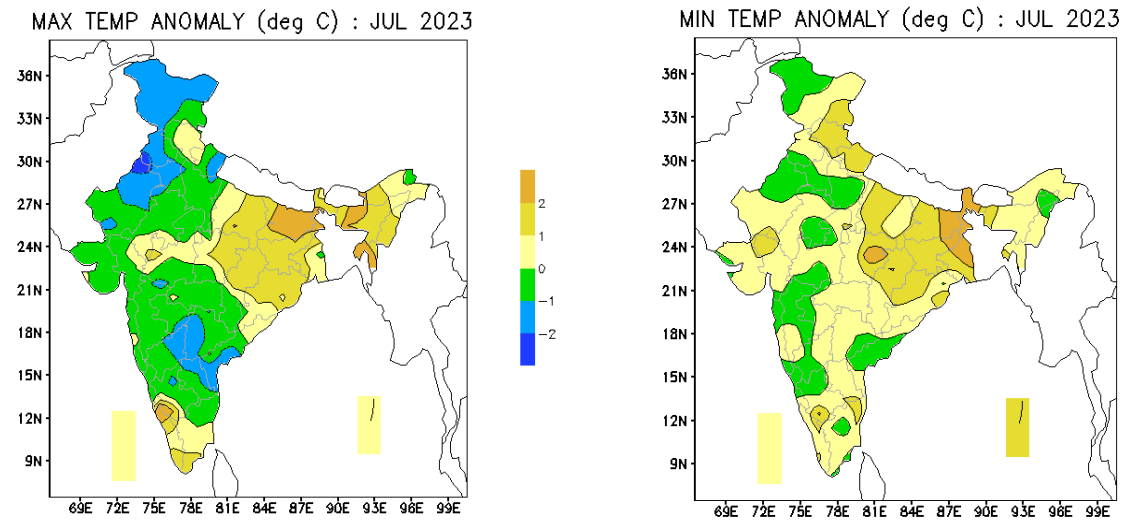 MAX TEMP ANOMALY (deg C) : JUL 2023
36N
33N
30N
27N
24N
21N
18N
15N
12N
9N
69E 72E 75E 78E 81E 84E 87E 90E 93E 96E 99E
2
1
0
-1
-2
MIN TEMP ANOMALY (deg C) : JUL 2023
36N
33N
30N
27N
24N
21N
18N
15N
12N
9N
69E 72E 75E 78E 81E 84E 87E 90E 93E 96E 99E